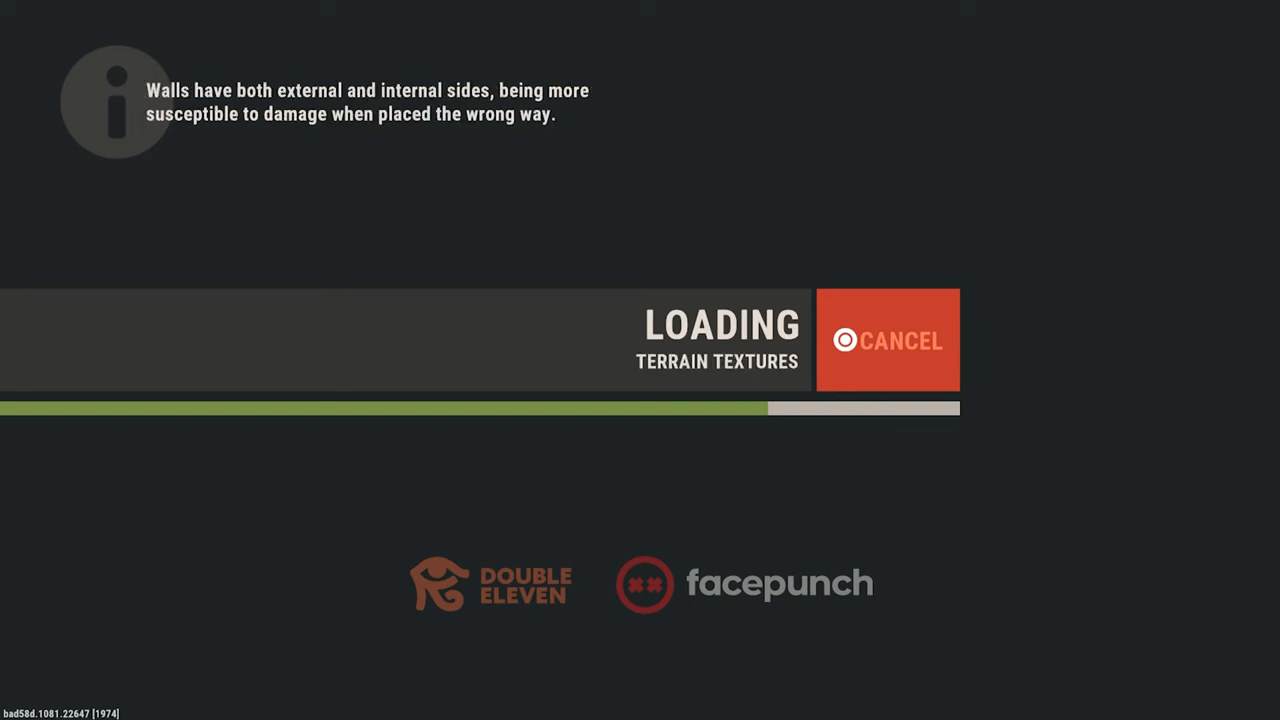 Walls have both external and internal sides, being more
susceptible to damage when placed the wrong way.
LOADING
TERRAIN TEXTURES
CANCEL
DOUBLE
ELEVEN
facepunch
bad58d.1081.22647 [1974]